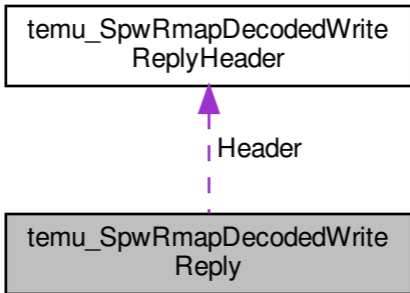 temu_SpwRmapDecodedWrite
ReplyHeader
Header
temu_SpwRmapDecodedWrite
Reply